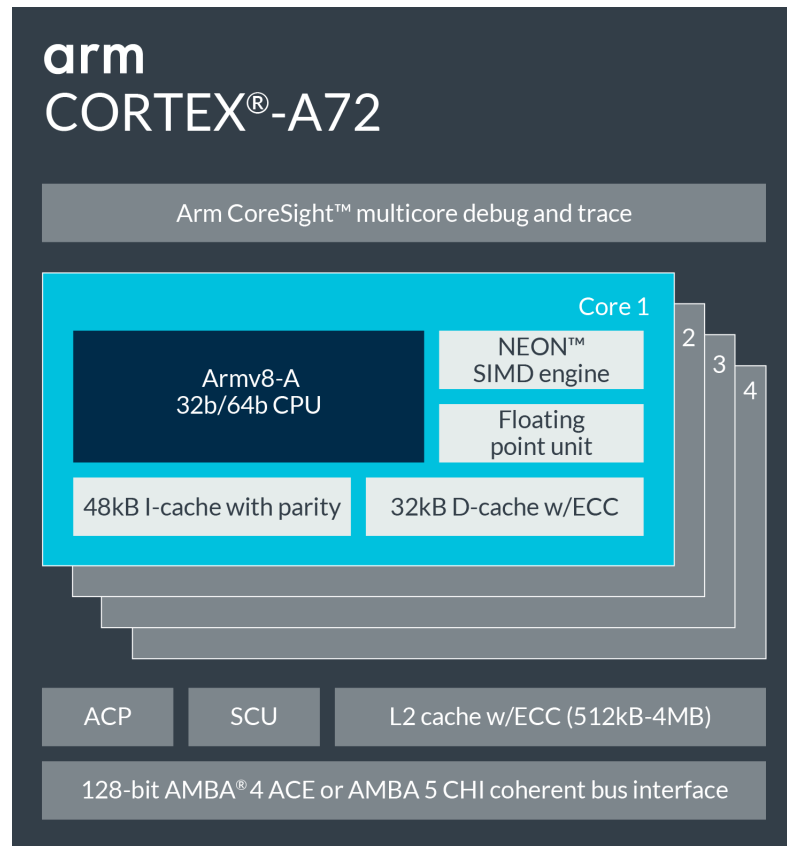 arm
CORTEX®-A72
Arm CoreSight™ multicore debug and trace
Core 1
2
3
4
Armv8-A
32b/64b CPU
NEON™
SIMD engine
Floating
point unit
48kB I-cache with parity
32kB D-cache w/ECC
ACP
SCU
L2 cache w/ECC (512kB-4MB)
128-bit AMBA® 4 ACE or AMBA 5 CHI coherent bus interface